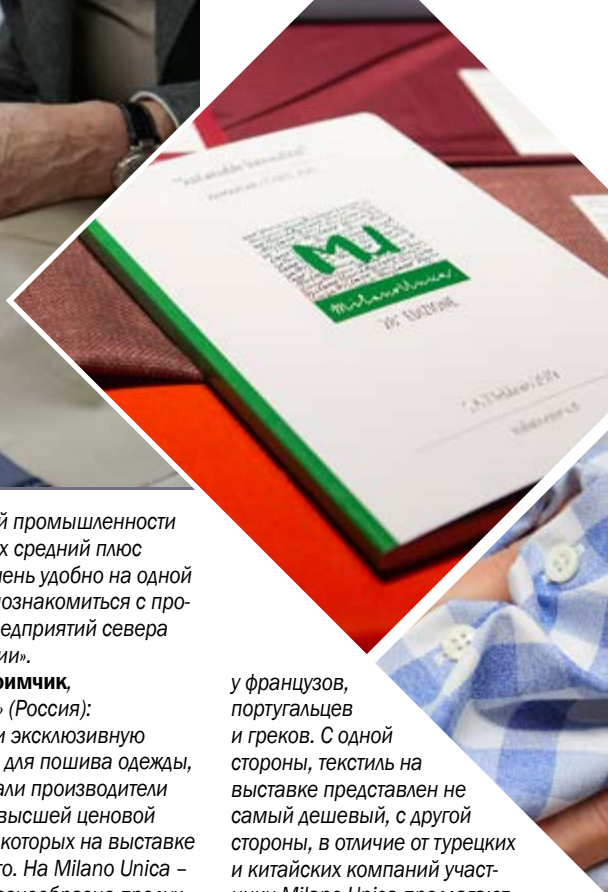 MU
MilanoUnica
й промышленности
х средний плюс
ень удобно на одной
ознакомиться с про-
едприятий севера
ии».
римчик,
» (Россия):
и эксклюзивную
для пошива одежды,
али производители
высшей ценовой
которых на выставке
го. На Milano Unica –
у французов,
португальцев
и греков. С одной
стороны, текстиль на
выставке представлен не
самый дешевый, с другой
стороны, в отличие от турецких
и китайских компаний участ-